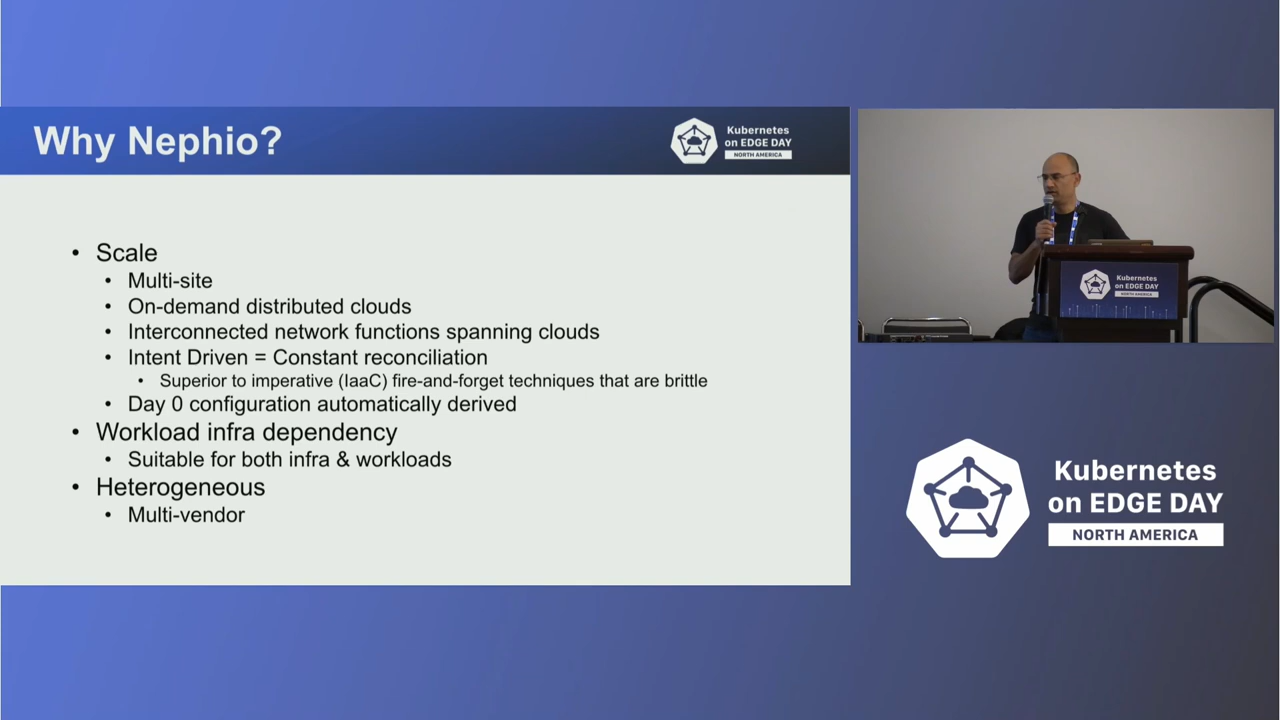 Why Nephio?
Kubernetes
on EDGE DAY
NORTH AMERICA
• Scale
• Multi-site
• On-demand distributed clouds
• Interconnected network functions spanning clouds
• Intent Driven = Constant reconciliation
• Superior to imperative (IaaC) fire-and-forget techniques that are brittle
• Day 0 configuration automatically derived
• Workload infra dependency
• Suitable for both infra & workloads
• Heterogeneous
• Multi-vendor
Kubernetes
on EDGE DAY
NORTH AMERICA
Kubernetes
on EDGE DAY
NORTH AMERICA